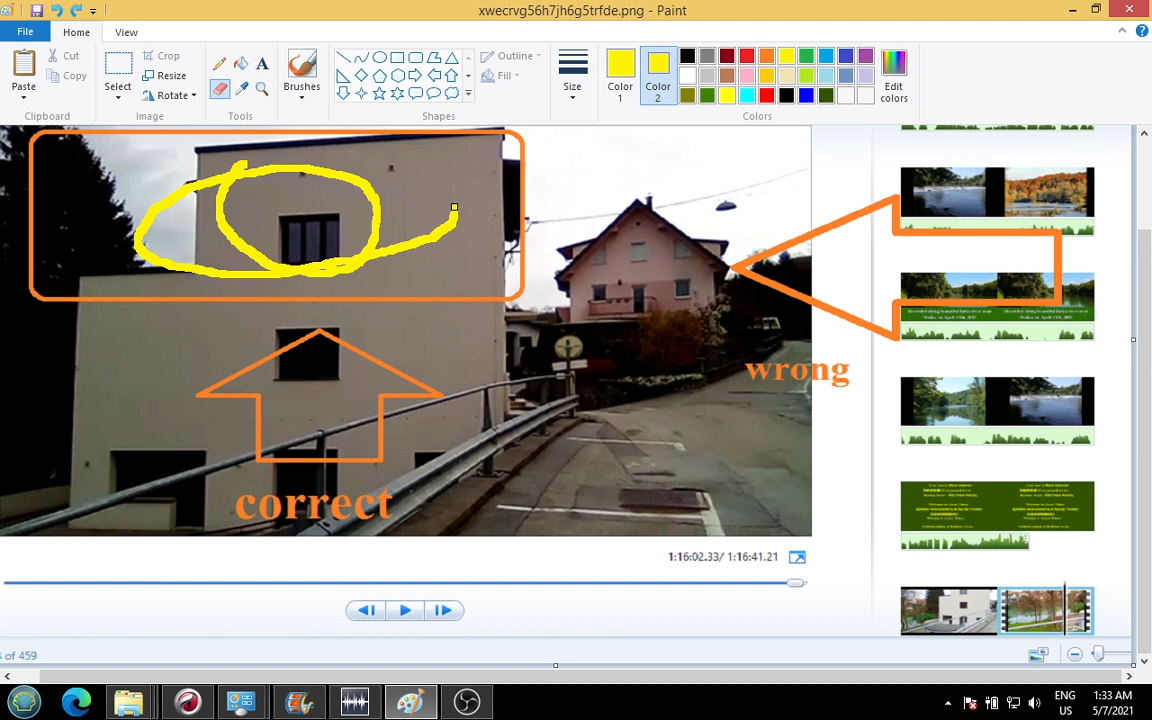 xwecrvg56h7jh6g5trfde.png - Paint
File
Home
View
Paste
Cut
Copy
Clipboard
Select
Crop
Resize
Rotate
Image
Tools
Brushes
Shapes
Outline
Fill
Size
Color 1
Color 2
Edit colors
Colors
wrong
correct
1:16:02.33/ 1:16:41.21
of 459
ENG
US
1:33 AM
5/7/2021